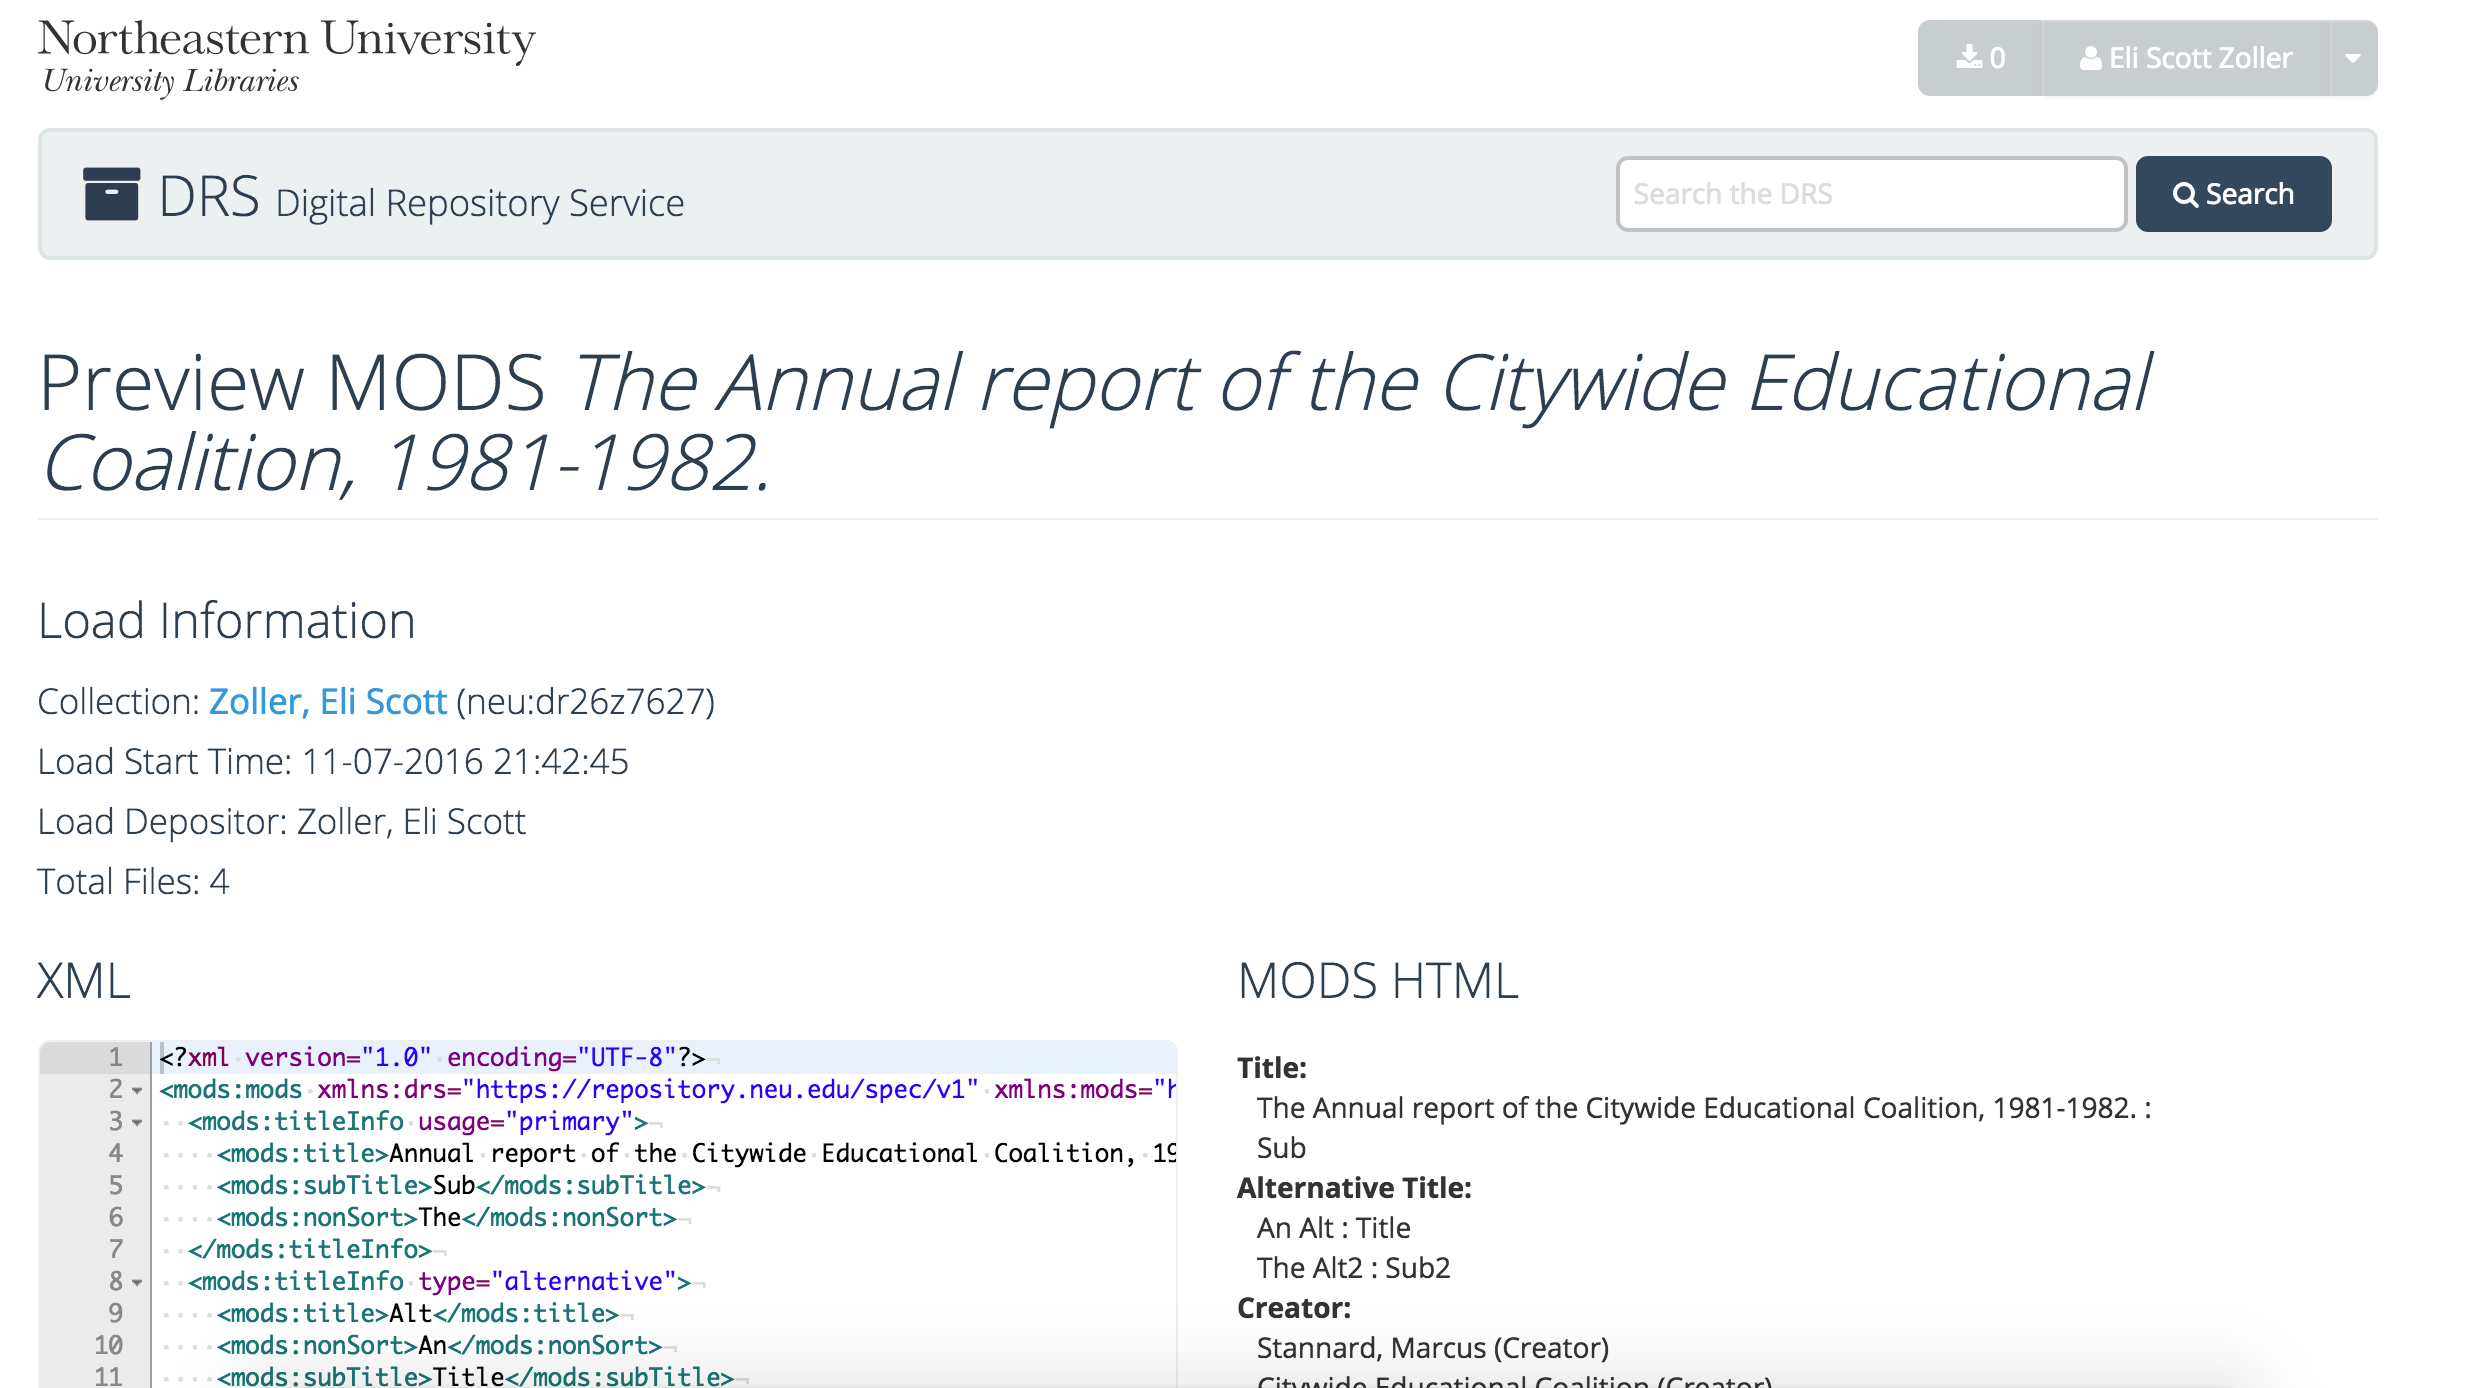 Northeastern University
University Libraries
0
Eli Scott Zoller
DRS Digital Repository Service
Search the DRS
Search
Preview MODS The Annual report of the Citywide Educational
Coalition, 1981-1982.
Load Information
Collection: Zoller, Eli Scott (neu:dr26z7627)
Load Start Time: 11-07-2016 21:42:45
Load Depositor: Zoller, Eli Scott
Total Files: 4
XML
1 <?xml version="1.0" encoding="UTF-8"?>
2 <mods:mods xmlns:drs="https://repository.neu.edu/spec/v1" xmlns:mods="h
3 <mods:titleInfo usage="primary">
4 <mods:title>Annual report of the Citywide Educational Coalition, 19
5 <mods:subTitle>Sub</mods:subTitle>
6 <mods:nonSort>The</mods:nonSort>
7 </mods:titleInfo>
8 <mods:titleInfo type="alternative">
9 <mods:title>Alt</mods:title>
10 <mods:nonSort>An</mods:nonSort>
11 <mods:subTitle>Title</mods:subTitle>
MODS HTML
Title:
The Annual report of the Citywide Educational Coalition, 1981-1982. :
Sub
Alternative Title:
An Alt : Title
The Alt2 : Sub2
Creator:
Stannard, Marcus (Creator)
Citywide Educational Coalition (Creator)